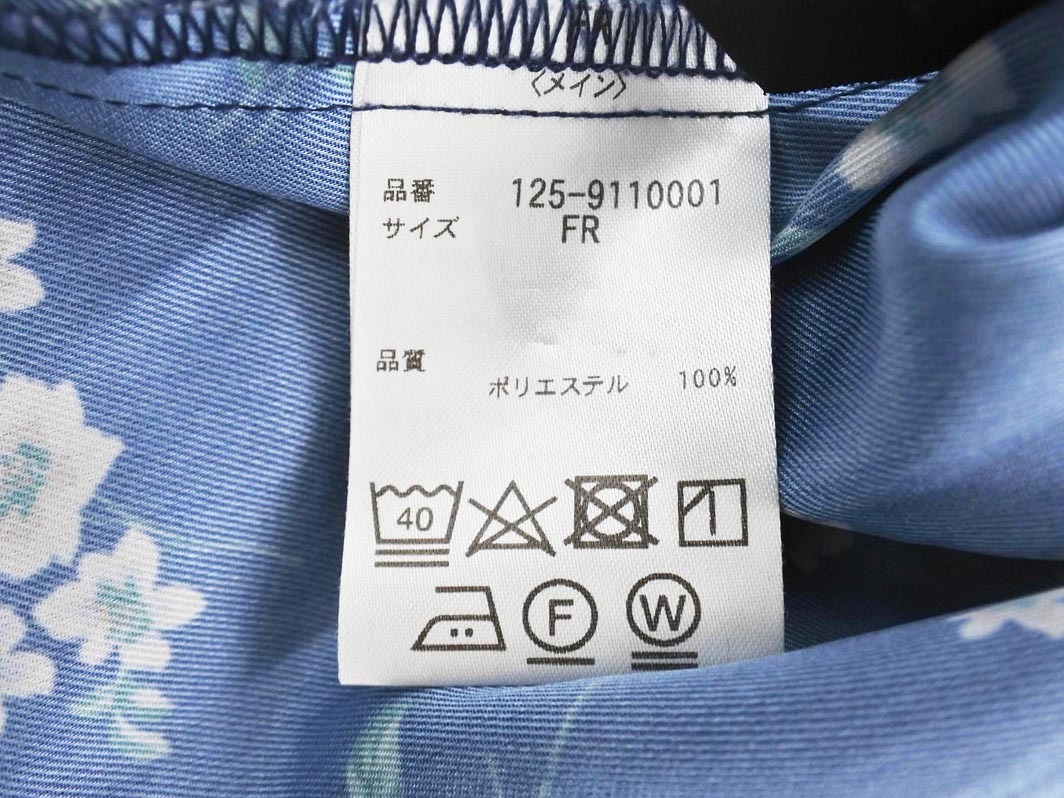 〈メイン〉
品番 125-9110001
サイズ FR
品質
ポリエステル 100%
40
F W